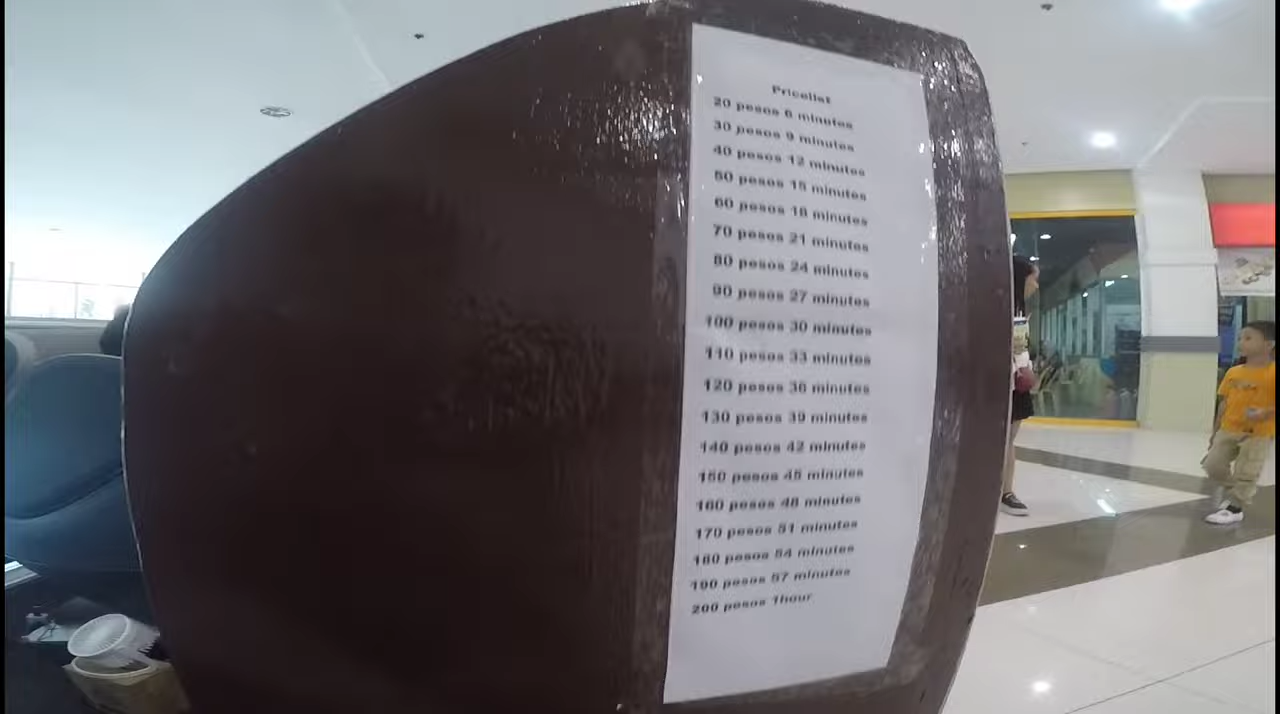 Pricelist
20 pesos 6 minutes
30 pesos 9 minutes
40 pesos 12 minutes
50 pesos 15 minutes
60 pesos 18 minutes
70 pesos 21 minutes
80 pesos 24 minutes
90 pesos 27 minutes
100 pesos 30 minutes
110 pesos 33 minutes
120 pesos 36 minutes
130 pesos 39 minutes
140 pesos 42 minutes
150 pesos 45 minutes
160 pesos 48 minutes
170 pesos 51 minutes
180 pesos 54 minutes
190 pesos 57 minutes
200 pesos 1hour